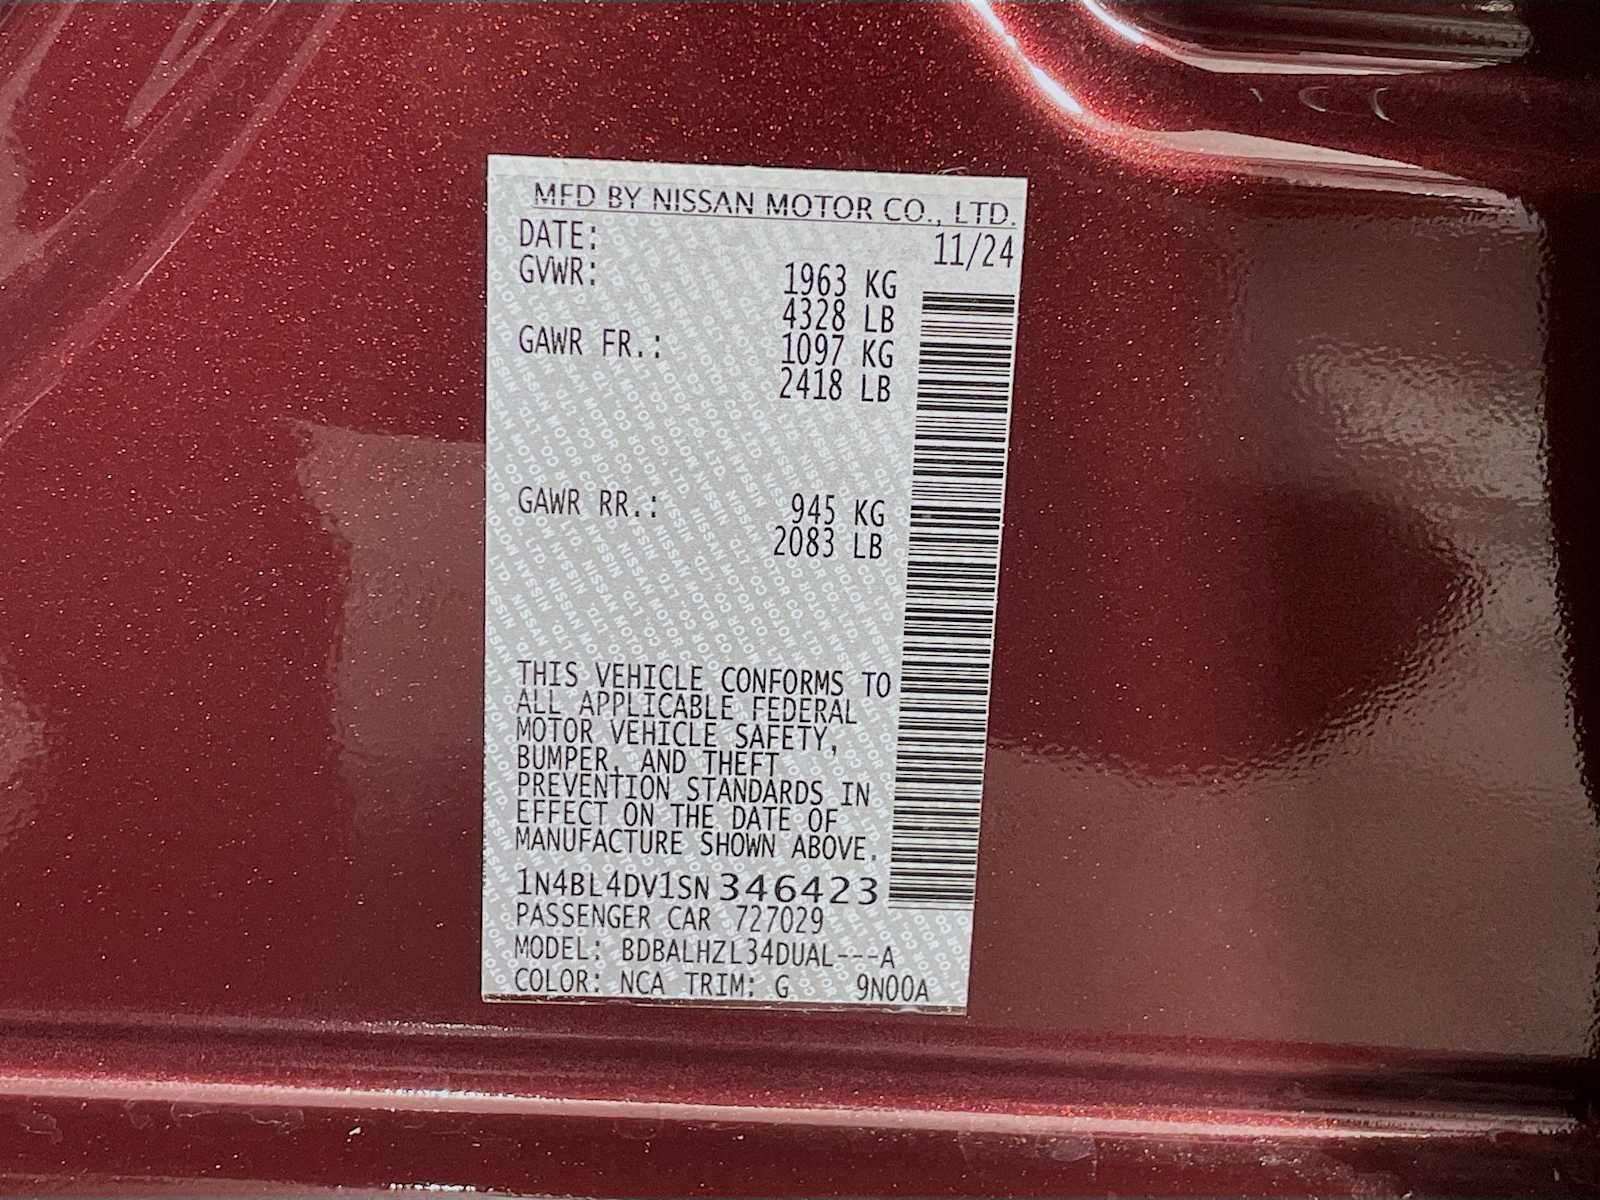 MFD BY NISSAN MOTOR CO., LTD.
DATE: 11/24
GVWR: 1963 KG
4328 LB
GAWR FR.: 1097 KG
2418 LB
GAWR RR.: 945 KG
2083 LB
THIS VEHICLE CONFORMS TO
ALL APPLICABLE FEDERAL
MOTOR VEHICLE SAFETY,
BUMPER, AND THEFT
PREVENTION STANDARDS IN
EFFECT ON THE DATE OF
MANUFACTURE SHOWN ABOVE.
1N4BL4DV1SN346423
PASSENGER CAR 727029
MODEL: BDBALHZL34DUAL---A
COLOR: NCA TRIM: G 9N00A